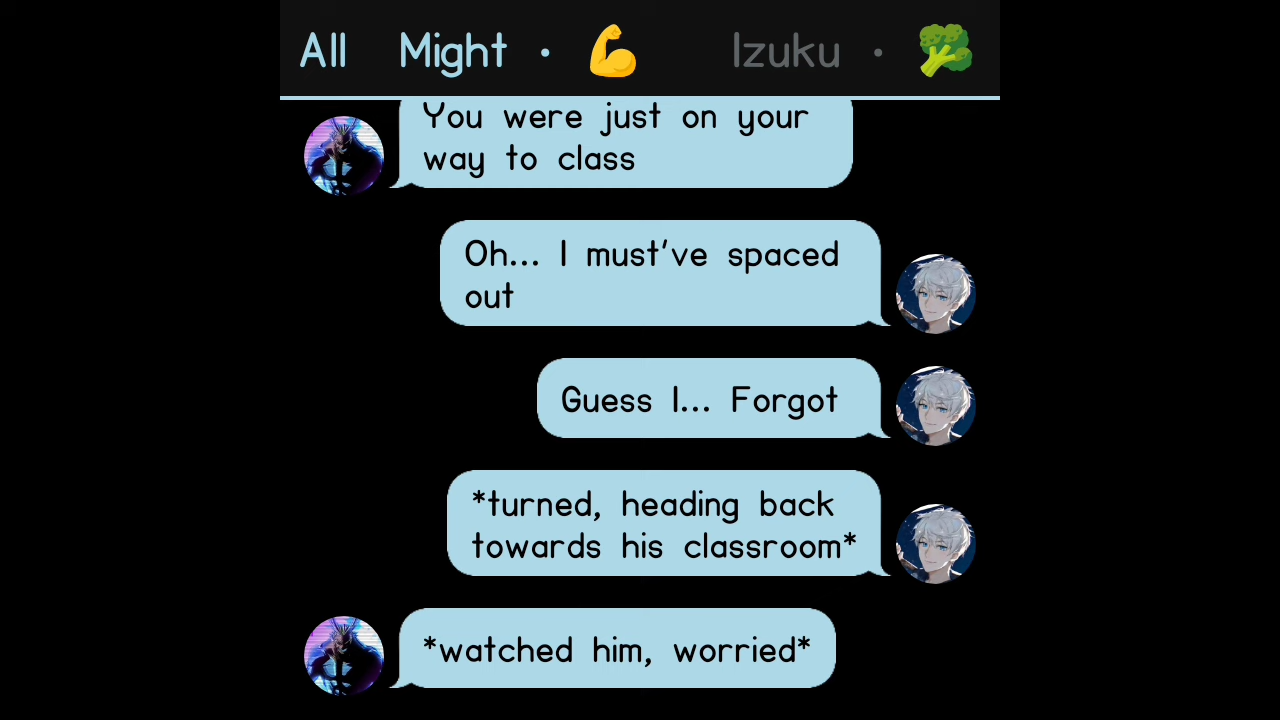 All Might • 💪 Izuku • 🥦
You were just on your
way to class
Oh... I must've spaced
out
Guess I... Forgot
*turned, heading back
towards his classroom*
*watched him, worried*